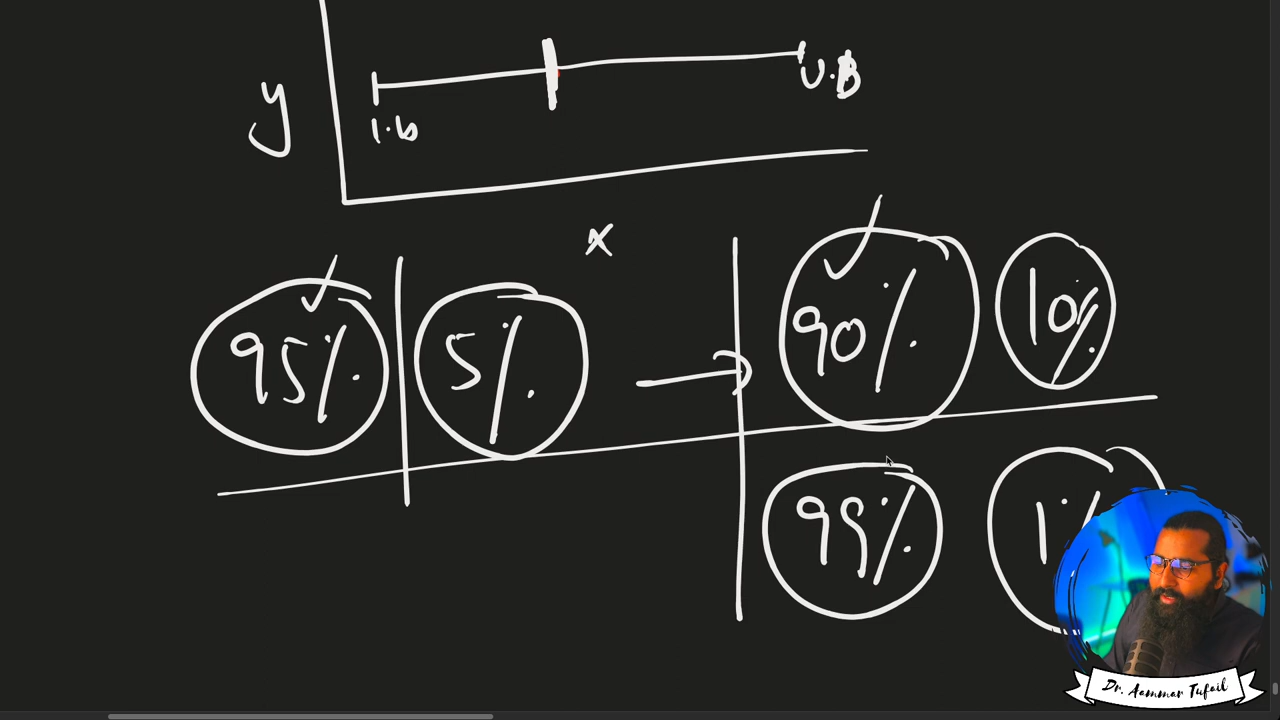 y
l.b
U.B
x
95% 5% → 90% 10%
99% 1%
Dr. Aammar Tufail